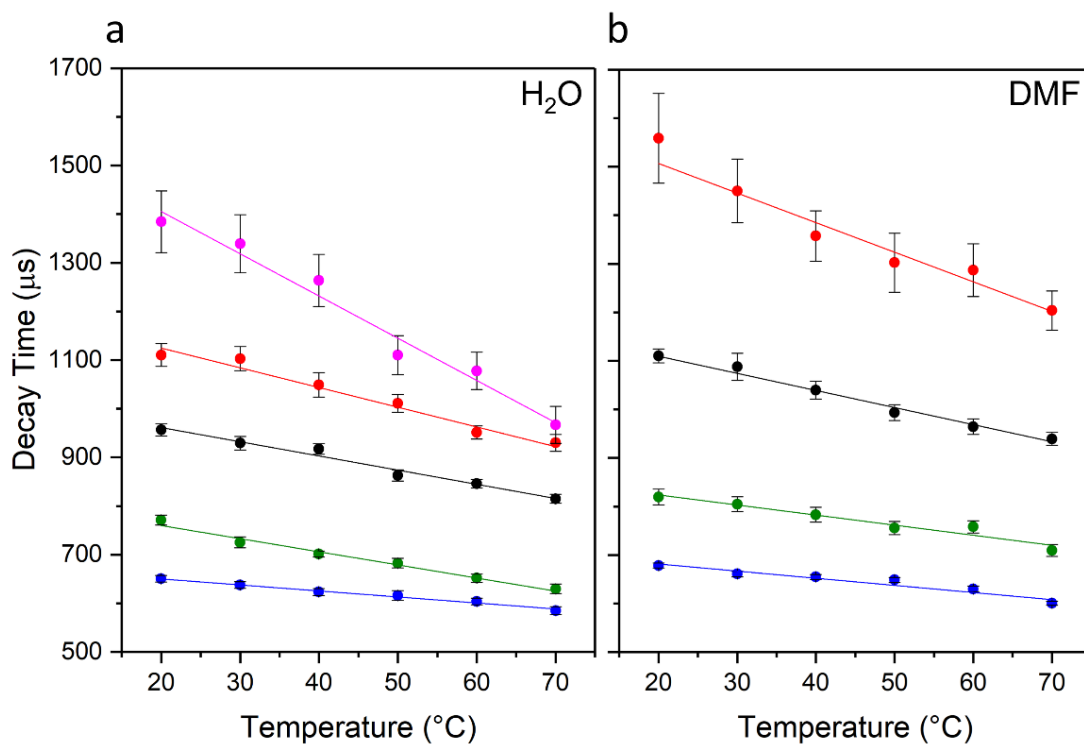 a
b
H₂O
DMF
1700
1500
1300
1100
900
700
500
Decay Time (μs)
20 30 40 50 60 70
20 30 40 50 60 70
Temperature (°C)
Temperature (°C)